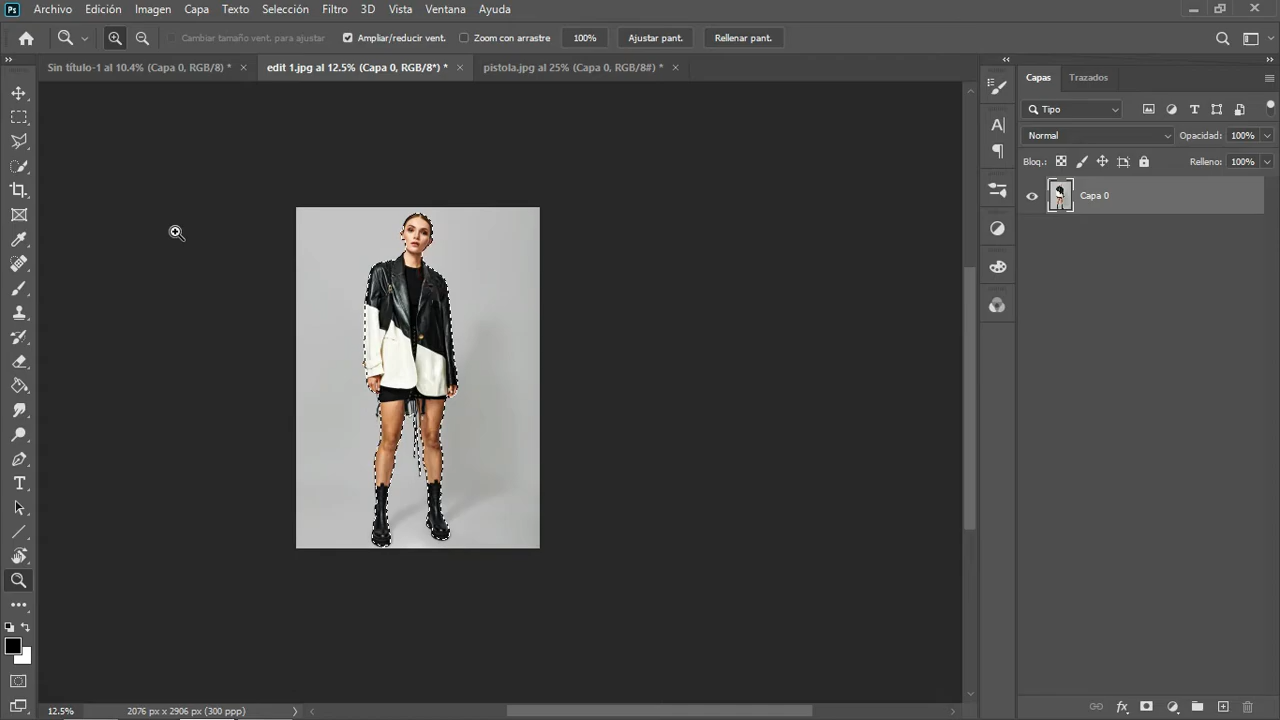 Ps Archivo Edición Imagen Capa Texto Selección Filtro 3D Vista Ventana Ayuda
Cambiar tamaño vent. para ajustar Ampliar/reducir vent. Zoom con arrastre 100% Ajustar pant. Rellenar pant.
Sin título-1 al 10.4% (Capa 0, RGB/8) * edit 1.jpg al 12.5% (Capa 0, RGB/8*) * pistola.jpg al 25% (Capa 0, RGB/8#) *
Capas Trazados
Tipo
Normal Opacidad: 100%
Bloq.: Relleno: 100%
Capa 0
12.5% 2076 px x 2906 px (300 ppp)